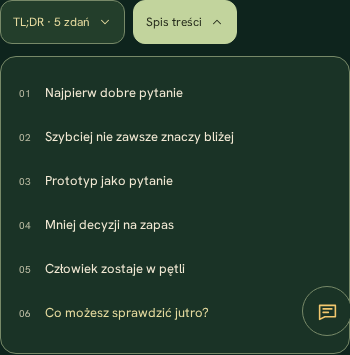 TL;DR · 5 zdań
Spis treści
01 Najpierw dobre pytanie
02 Szybciej nie zawsze znaczy bliżej
03 Prototyp jako pytanie
04 Mniej decyzji na zapas
05 Człowiek zostaje w pętli
06 Co możesz sprawdzić jutro?